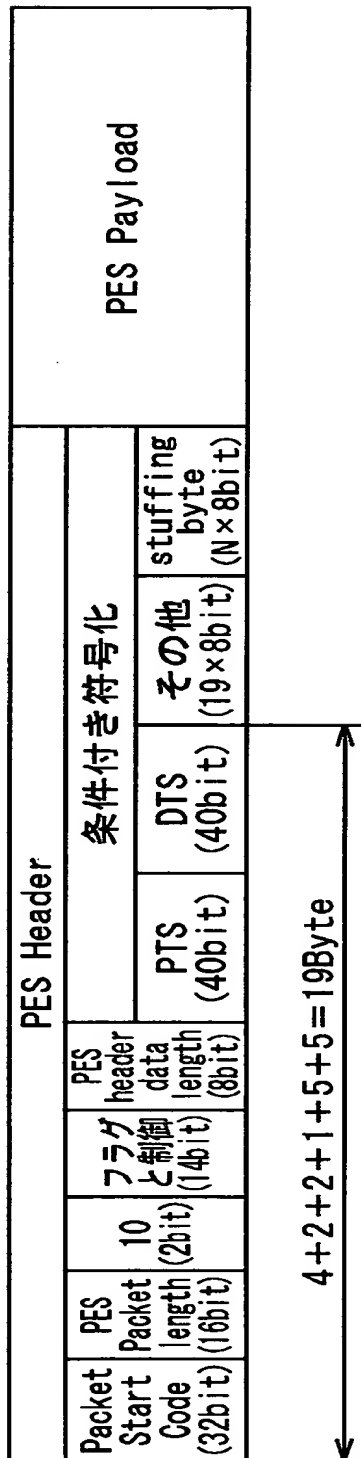 PES Header
PES Payload
Packet
Start
Code
(32bit)
PES
Packet
length
(16bit)
10
(2bit)
フラグ
と制御
(14bit)
PES
header
data
length
(8bit)
条件付き符号化
PTS
(40bit)
DTS
(40bit)
その他
(19×8bit)
stuffing
byte
(N×8bit)
4+2+2+1+5+5=19Byte